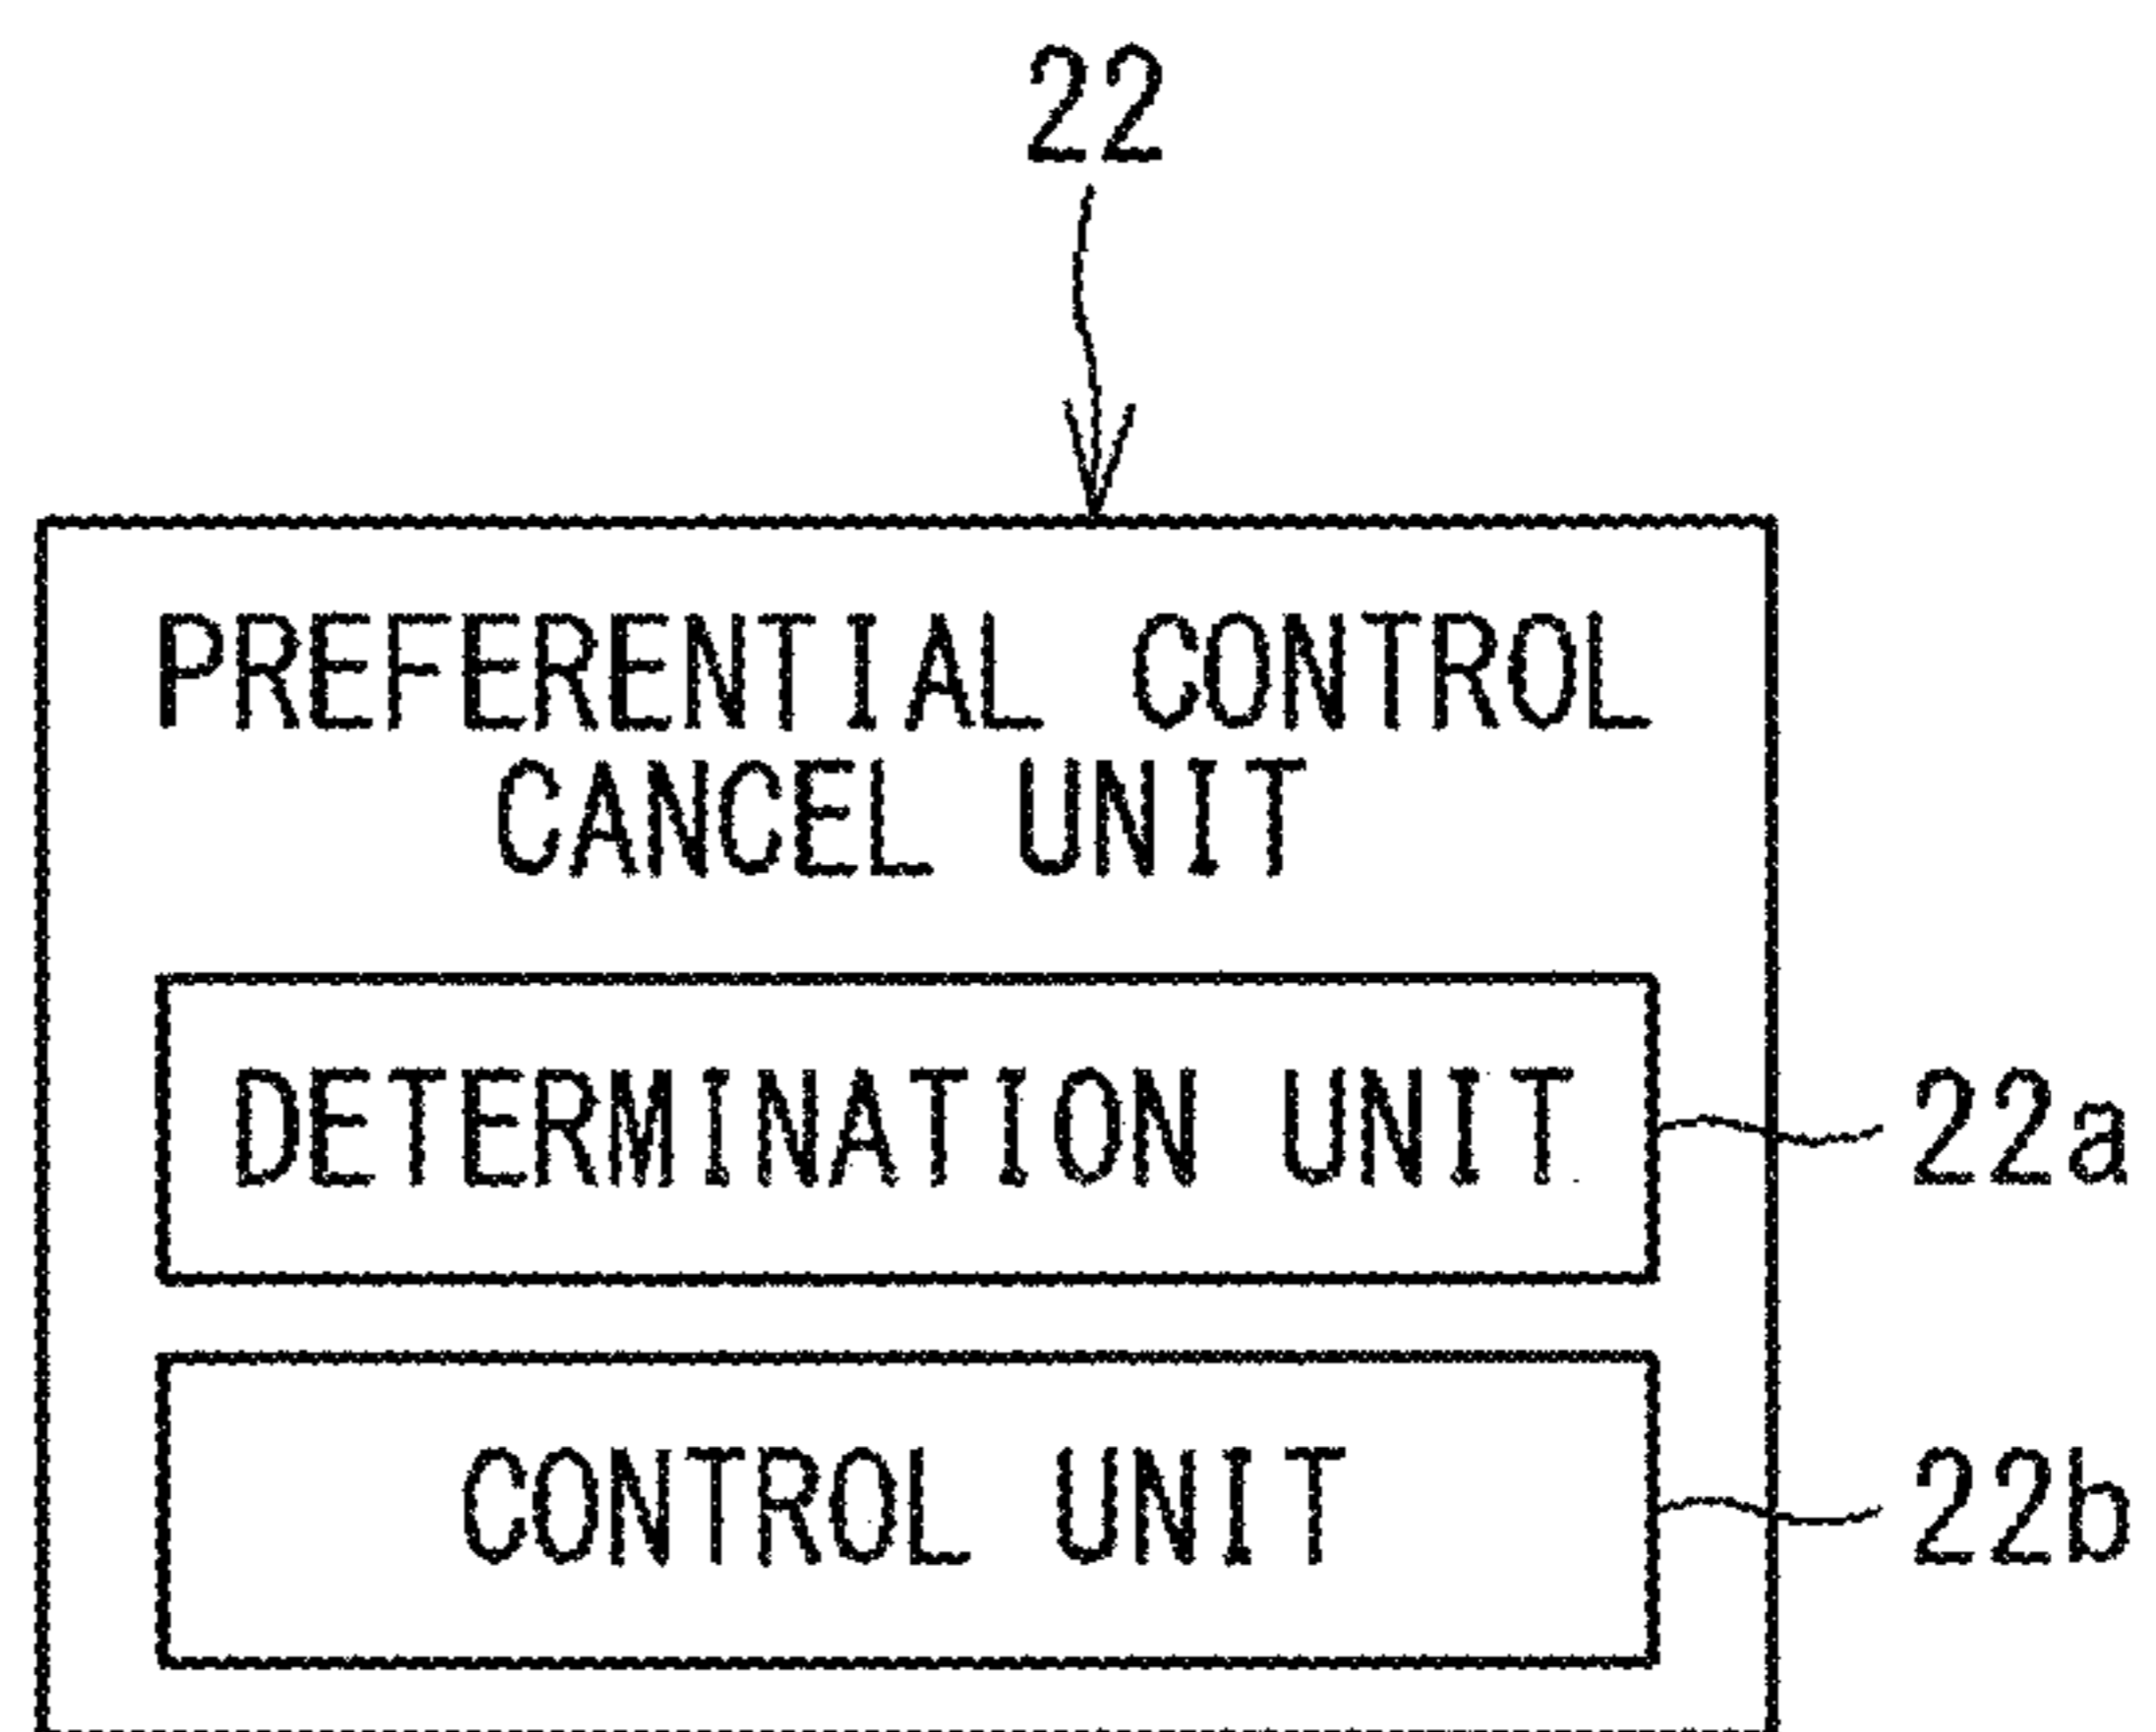 22
PREFERENTIAL CONTROL
CANCEL UNIT
DETERMINATION UNIT
22a
CONTROL UNIT
22b